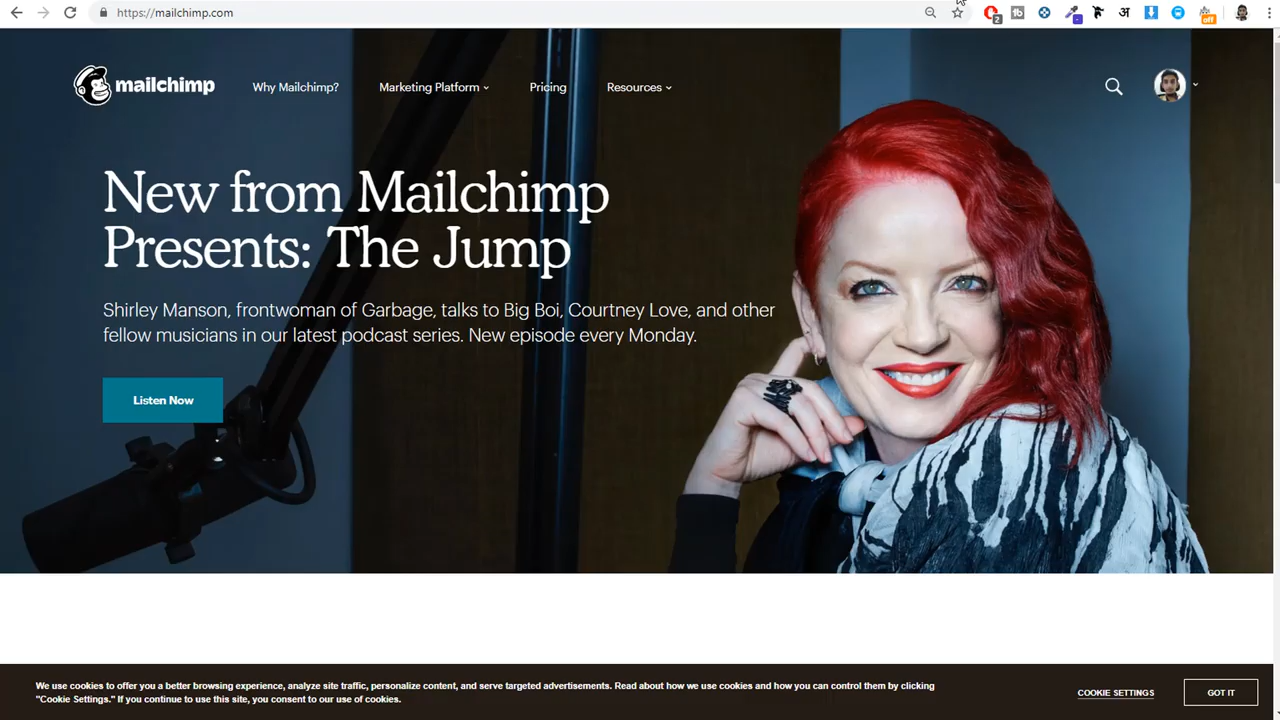 https://mailchimp.com
2
tb
-
अ
off
mailchimp
Why Mailchimp?
Marketing Platform
Pricing
Resources
New from Mailchimp
Presents: The Jump
Shirley Manson, frontwoman of Garbage, talks to Big Boi, Courtney Love, and other
fellow musicians in our latest podcast series. New episode every Monday.
Listen Now
We use cookies to offer you a better browsing experience, analyze site traffic, personalize content, and serve targeted advertisements. Read about how we use cookies and how you can control them by clicking
"Cookie Settings." If you continue to use this site, you consent to our use of cookies.
COOKIE SETTINGS
GOT IT